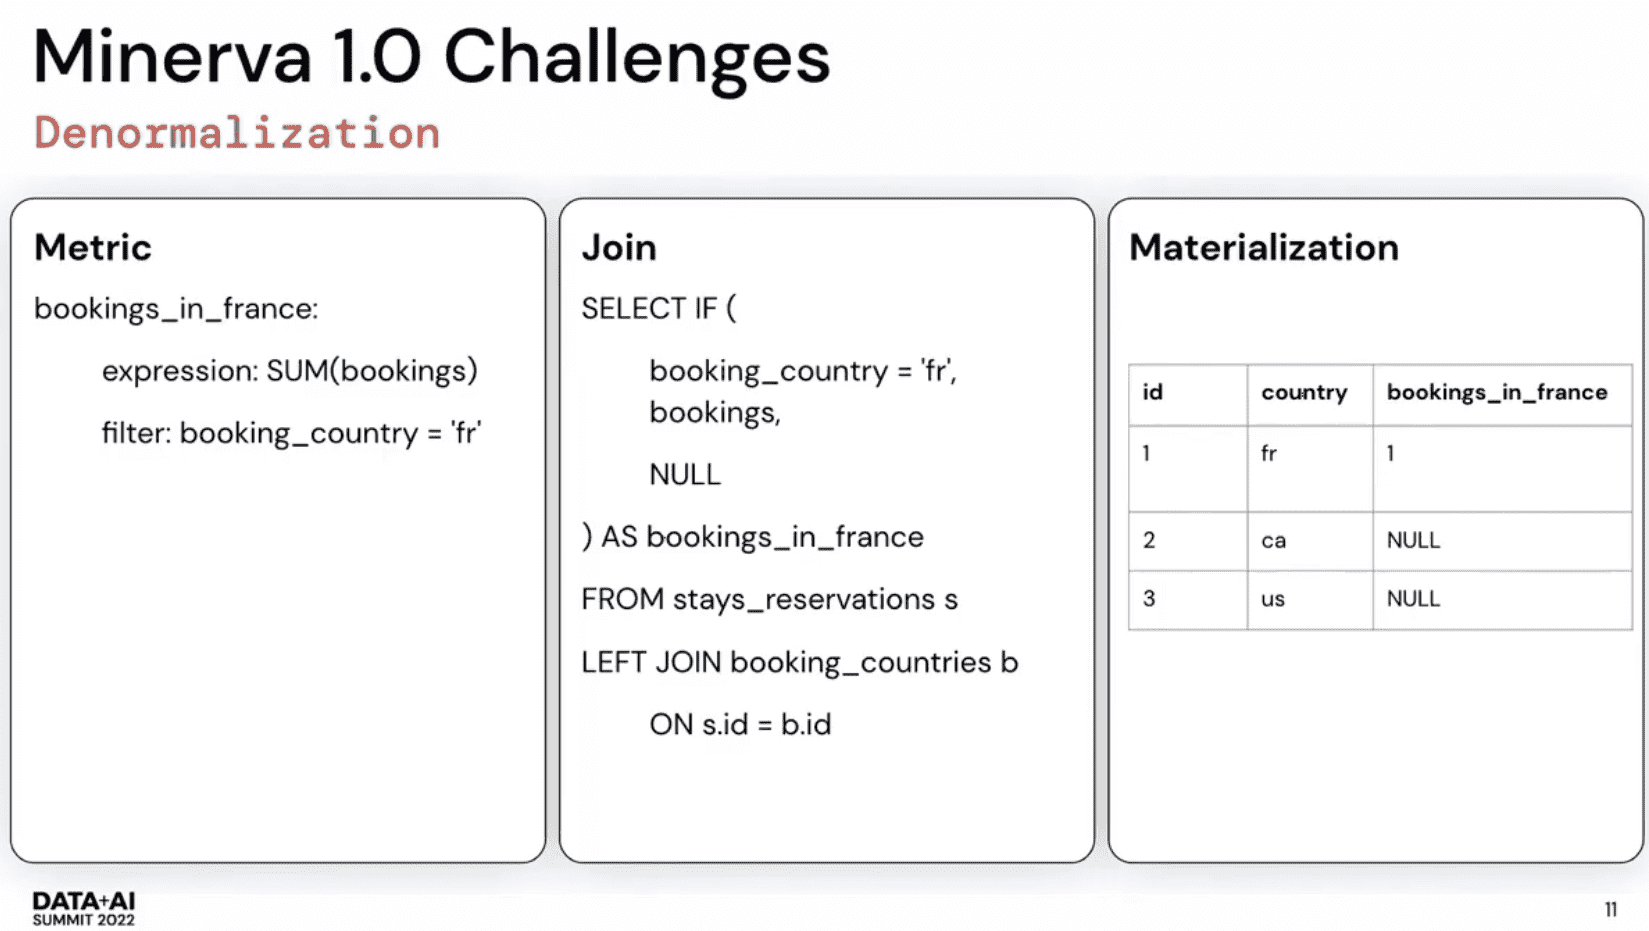 Minerva 1.0 Challenges
Denormalization
Metric
bookings_in_france:
expression: SUM(bookings)
filter: booking_country = 'fr'
Join
SELECT IF (
booking_country = 'fr',
bookings,
NULL
) AS bookings_in_france
FROM stays_reservations s
LEFT JOIN booking_countries b
ON s.id = b.id
Materialization
id country bookings_in_france
1 fr 1
2 ca NULL
3 us NULL
DATA+AI
SUMMIT 2022
11